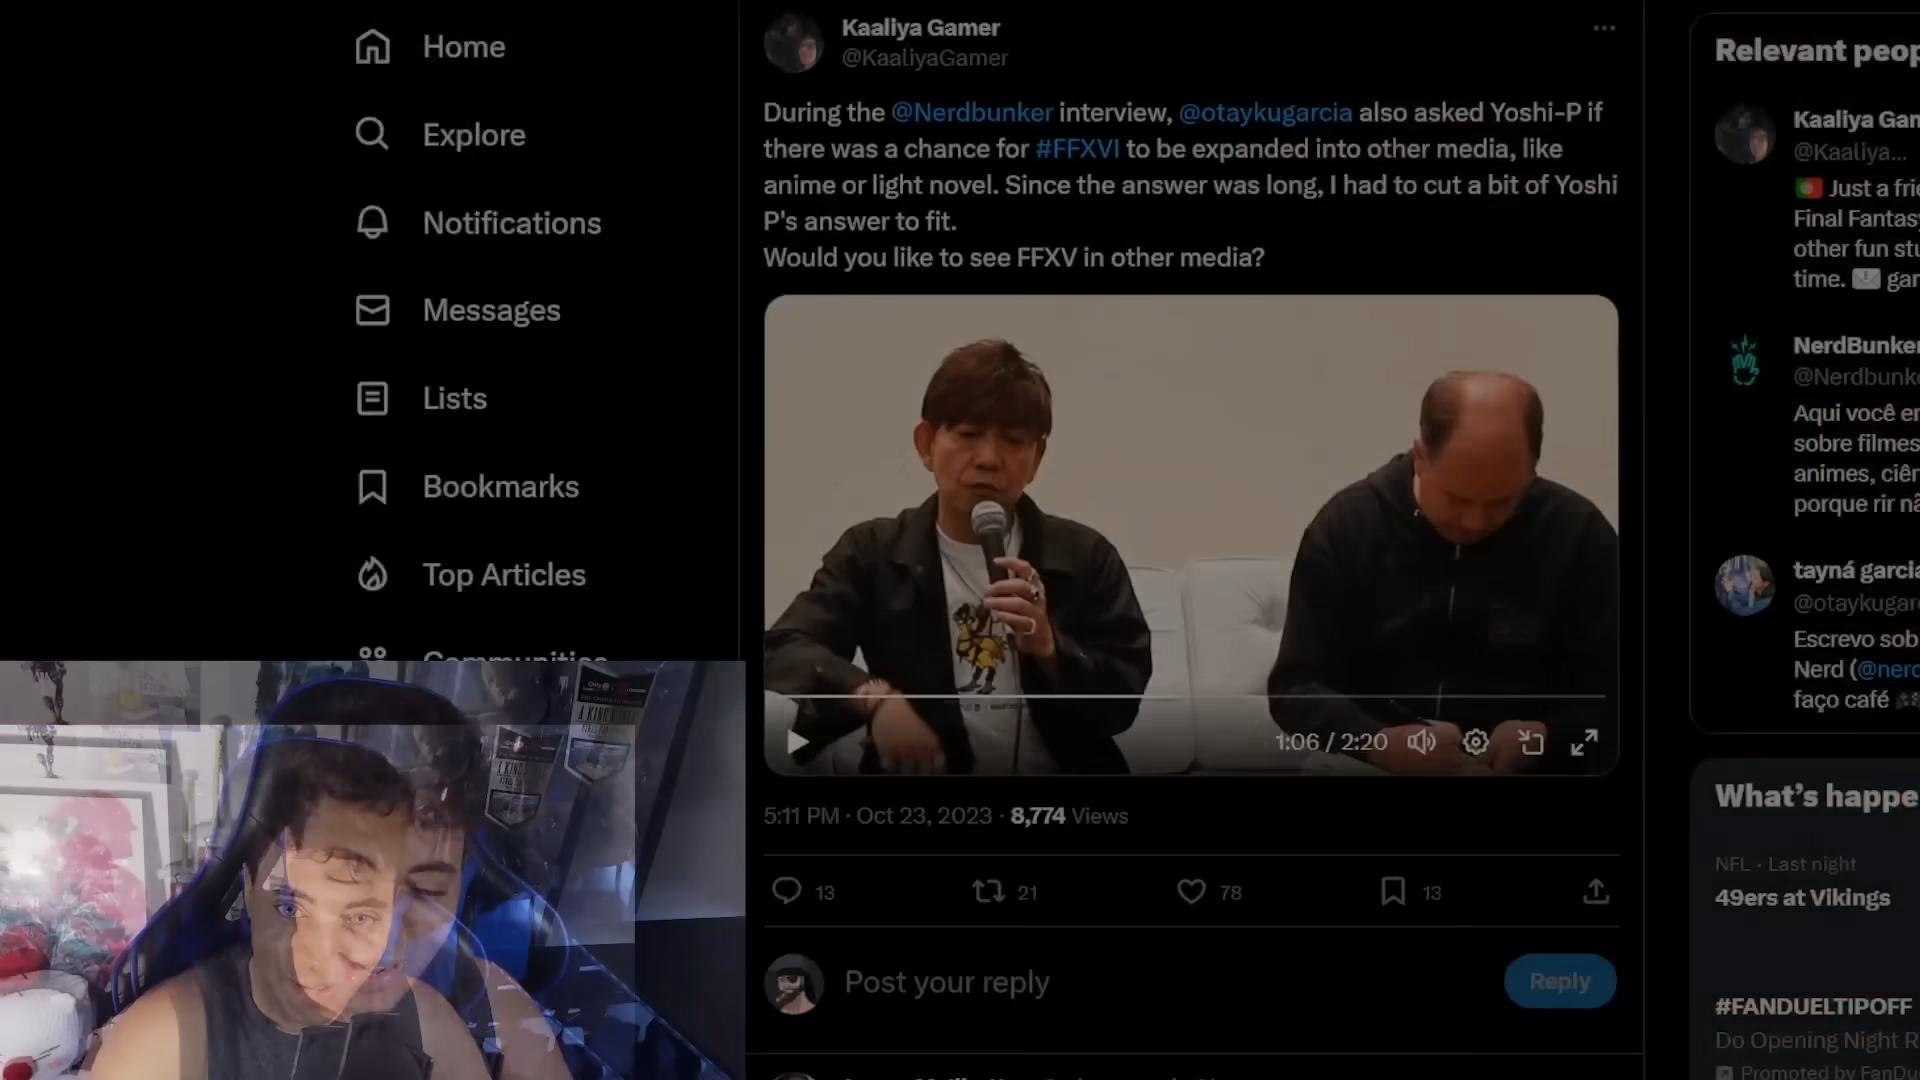 Home
Explore
Notifications
Messages
Lists
Bookmarks
Top Articles
Communities
Kaaliya Gamer
@KaaliyaGamer
During the @Nerdbunker interview, @otaykugarcia also asked Yoshi-P if
there was a chance for #FFXVI to be expanded into other media, like
anime or light novel. Since the answer was long, I had to cut a bit of Yoshi
P's answer to fit.
Would you like to see FFXV in other media?
1:06 / 2:20
5:11 PM · Oct 23, 2023 · 8,774 Views
13
21
78
13
Post your reply
Reply
Relevant peop
Kaaliya Gam
@Kaaliya...
Just a frie
Final Fantasy
other fun stu
time. gam
NerdBunker
@Nerdbunke
Aqui você en
sobre filmes
animes, ciên
porque rir nã
tayná garcia
@otaykugarc
Escrevo sob
Nerd (@nerd
faço café
What's happe
NFL · Last night
49ers at Vikings
#FANDUELTIPOFF
Do Opening Night R
Promoted by FanDu